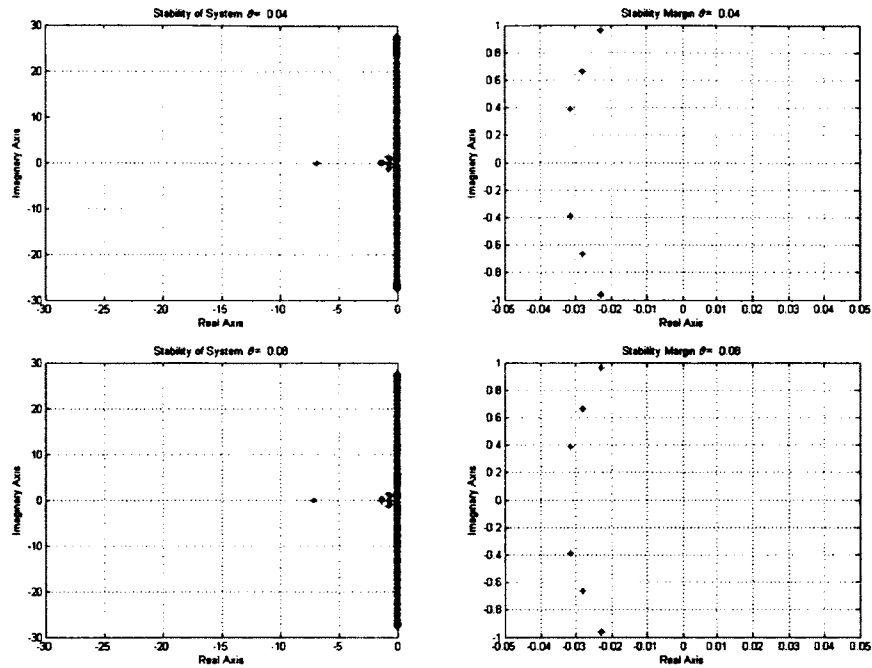 Stability of System θ= 0.04
30
20
10
0
-10
-20
-30
Imaginary Axis
-30 -25 -20 -15 -10 -5 0
Real Axis
Stability Margin θ= 0.04
1
0.8
0.6
0.4
0.2
0
-0.2
-0.4
-0.6
-0.8
-1
Imaginary Axis
-0.05 -0.04 -0.03 -0.02 -0.01 0 0.01 0.02 0.03 0.04 0.05
Real Axis
Stability of System θ= 0.08
30
20
10
0
-10
-20
-30
Imaginary Axis
-30 -25 -20 -15 -10 -5 0
Real Axis
Stability Margin θ= 0.08
1
0.8
0.6
0.4
0.2
0
-0.2
-0.4
-0.6
-0.8
-1
Imaginary Axis
-0.05 -0.04 -0.03 -0.02 -0.01 0 0.01 0.02 0.03 0.04 0.05
Real Axis